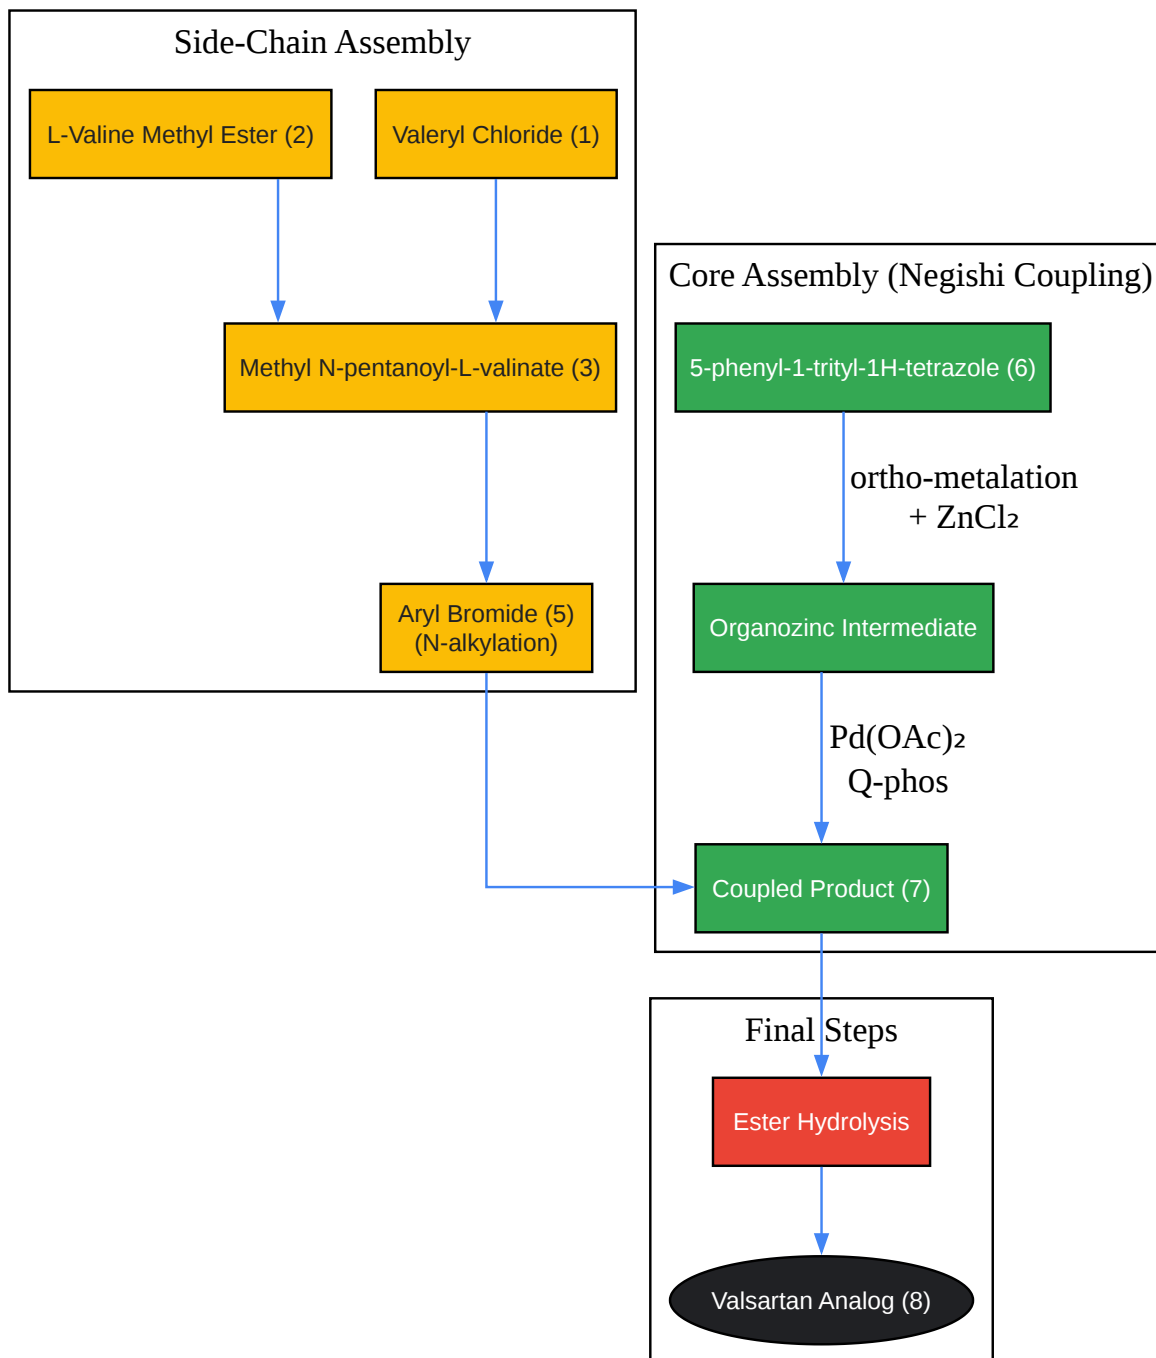 Side-Chain Assembly
L-Valine Methyl Ester (2)
Valeryl Chloride (1)
Methyl N-pentanoyl-L-valinate (3)
Aryl Bromide (5)
(N-alkylation)
Core Assembly (Negishi Coupling)
5-phenyl-1-trityl-1H-tetrazole (6)
ortho-metalation
+ ZnCl₂
Organozinc Intermediate
Pd(OAc)₂
Q-phos
Coupled Product (7)
Final Steps
Ester Hydrolysis
Valsartan Analog (8)